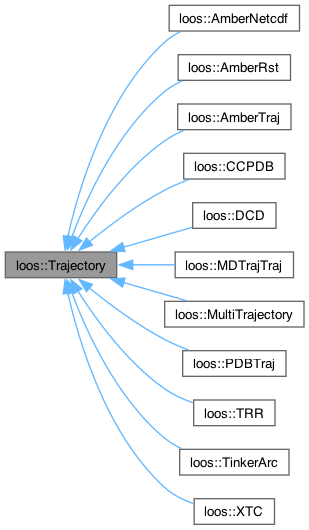 loos::AmberNetcdf
loos::AmberRst
loos::AmberTraj
loos::CCPDB
loos::DCD
loos::Trajectory
loos::MDTrajTraj
loos::MultiTrajectory
loos::PDBTraj
loos::TRR
loos::TinkerArc
loos::XTC